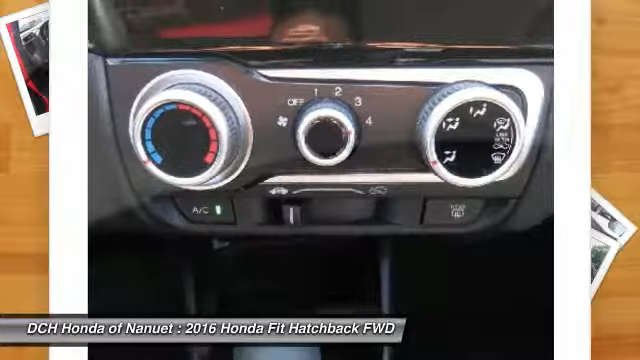 1 2
OFF 3
4
A/C
DCH Honda of Nanuet : 2016 Honda Fit Hatchback FWD